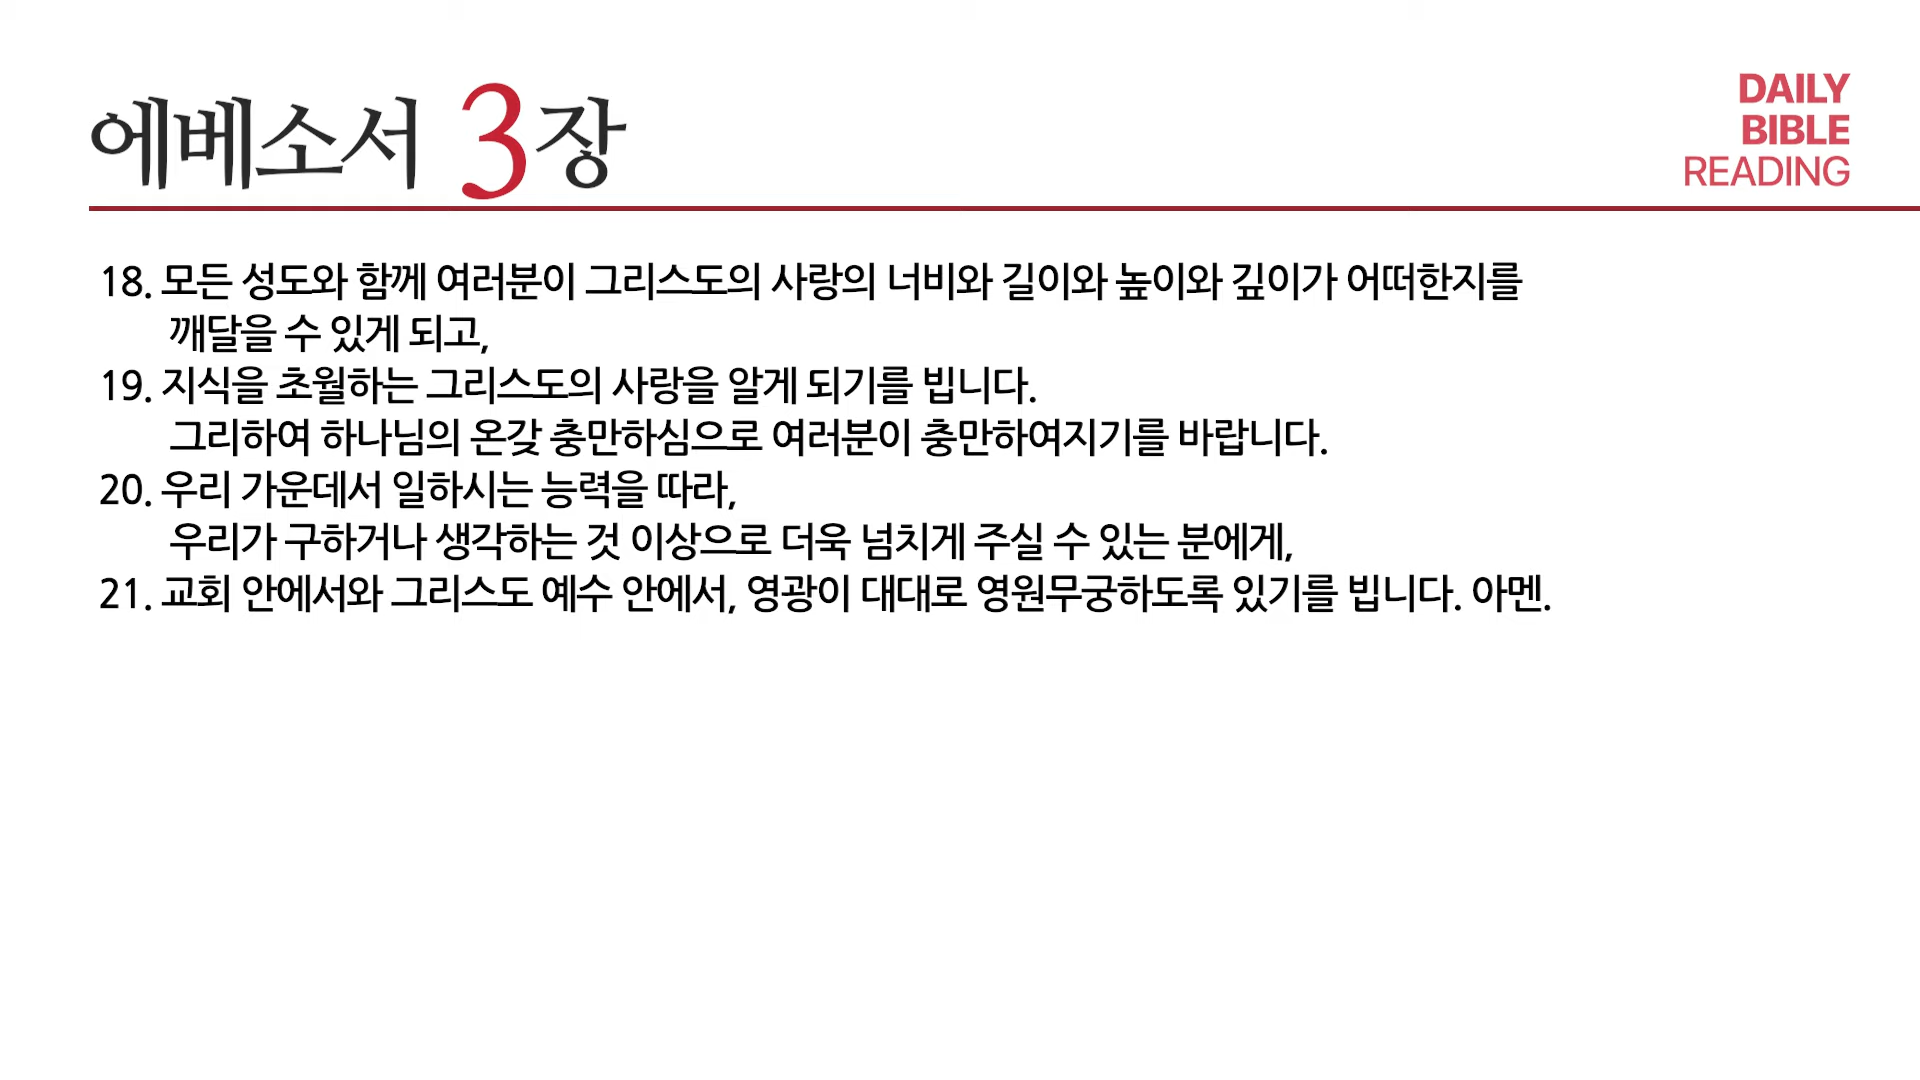 에베소서 3장
DAILY
BIBLE
READING
18. 모든 성도와 함께 여러분이 그리스도의 사랑의 너비와 길이와 높이와 깊이가 어떠한지를
깨달을 수 있게 되고,
19. 지식을 초월하는 그리스도의 사랑을 알게 되기를 빕니다.
그리하여 하나님의 온갖 충만하심으로 여러분이 충만하여지기를 바랍니다.
20. 우리 가운데서 일하시는 능력을 따라,
우리가 구하거나 생각하는 것 이상으로 더욱 넘치게 주실 수 있는 분에게,
21. 교회 안에서와 그리스도 예수 안에서, 영광이 대대로 영원무궁하도록 있기를 빕니다. 아멘.